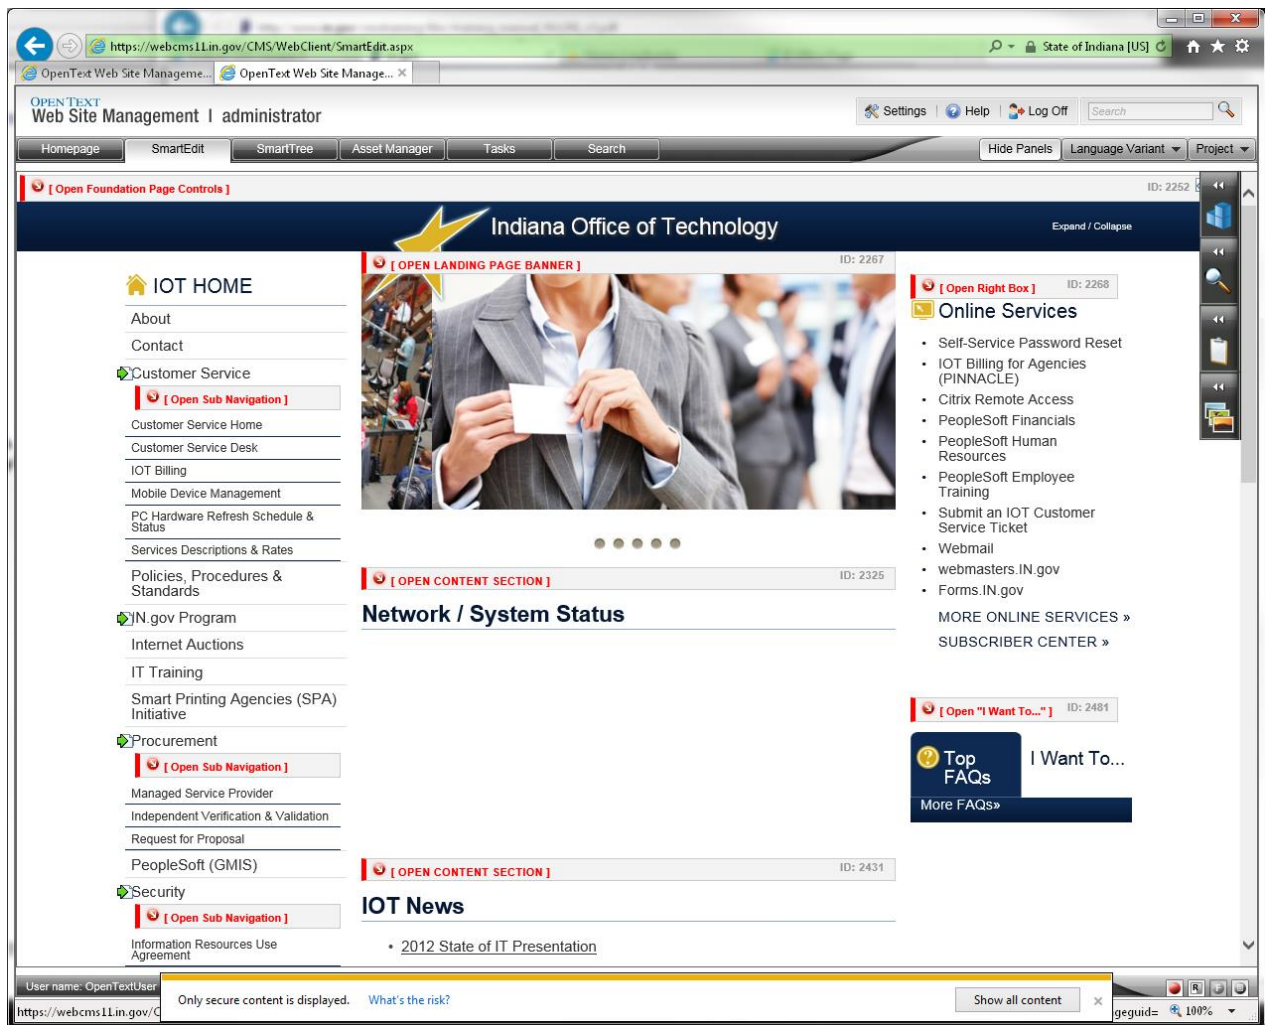 https://webcms11.in.gov/CMS/WebClient/SmartEdit.aspx
State of Indiana [US]
OpenText Web Site Manageme...
OpenText Web Site Manage...
OPEN TEXT
Web Site Management | administrator
Settings
Help
Log Off
Search
Homepage
SmartEdit
SmartTree
Asset Manager
Tasks
Search
Hide Panels
Language Variant
Project
[ Open Foundation Page Controls ]
ID: 2252
Indiana Office of Technology
Expand / Collapse
IOT HOME
About
Contact
Customer Service
[ Open Sub Navigation ]
Customer Service Home
Customer Service Desk
IOT Billing
Mobile Device Management
PC Hardware Refresh Schedule &
Status
Services Descriptions & Rates
Policies, Procedures &
Standards
IN.gov Program
Internet Auctions
IT Training
Smart Printing Agencies (SPA)
Initiative
Procurement
[ Open Sub Navigation ]
Managed Service Provider
Independent Verification & Validation
Request for Proposal
PeopleSoft (GMIS)
Security
[ Open Sub Navigation ]
Information Resources Use
Agreement
[ OPEN LANDING PAGE BANNER ]
ID: 2267
[ OPEN CONTENT SECTION ]
ID: 2325
Network / System Status
[ OPEN CONTENT SECTION ]
ID: 2431
IOT News
• 2012 State of IT Presentation
[ Open Right Box ]
ID: 2268
Online Services
• Self-Service Password Reset
• IOT Billing for Agencies
(PINNACLE)
• Citrix Remote Access
• PeopleSoft Financials
• PeopleSoft Human
Resources
• PeopleSoft Employee
Training
• Submit an IOT Customer
Service Ticket
• Webmail
• webmasters.IN.gov
• Forms.IN.gov
MORE ONLINE SERVICES »
SUBSCRIBER CENTER »
[ Open "I Want To..." ]
ID: 2481
Top
FAQs
I Want To...
More FAQs»
User name: OpenTextUser
Only secure content is displayed.
What's the risk?
Show all content
https://webcms11.in.gov/C
geguid=
100%